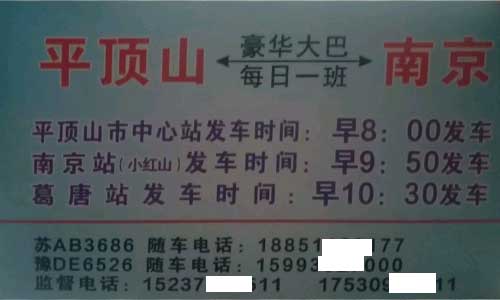 平顶山 豪华大巴 南京
每日一班
平顶山市中心站发车时间：早8：00发车
南京站(小红山)发车时间：早9：50发车
葛唐站发车时间：早10：30发车
苏AB3686 随车电话：18851 177
豫DE6526 随车电话：15993 000
监督电话：15237 611 175309 11